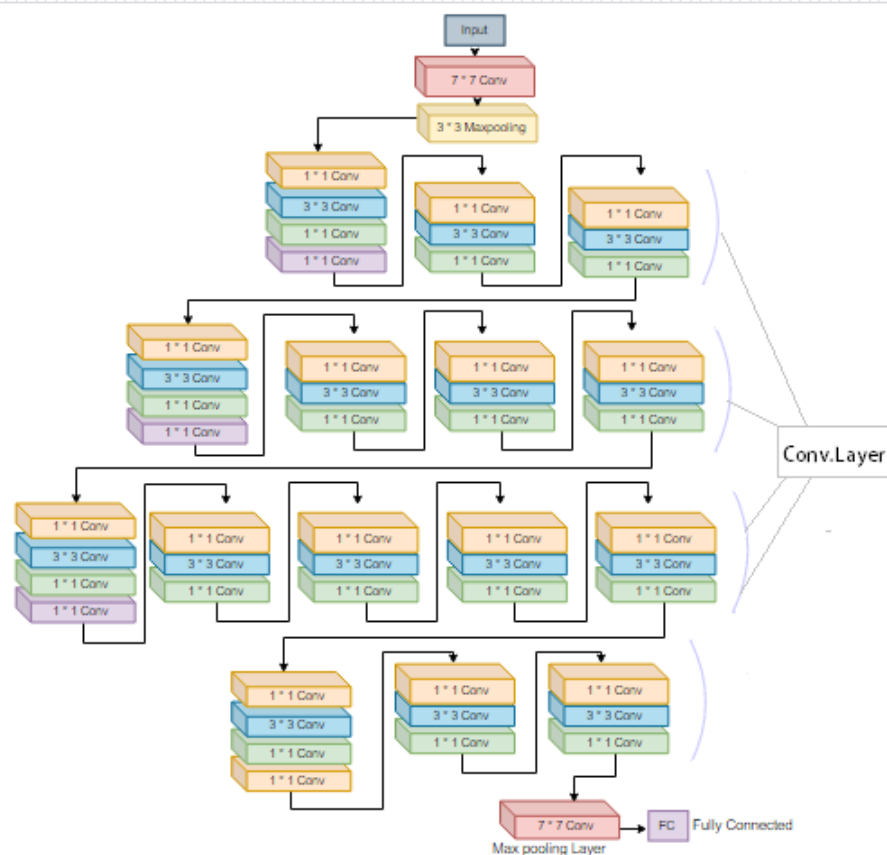 Input
7 * 7 Conv
3 * 3 Maxpooling
1 * 1 Conv
3 * 3 Conv
1 * 1 Conv
1 * 1 Conv
1 * 1 Conv
3 * 3 Conv
1 * 1 Conv
1 * 1 Conv
3 * 3 Conv
1 * 1 Conv
1 * 1 Conv
3 * 3 Conv
1 * 1 Conv
1 * 1 Conv
1 * 1 Conv
3 * 3 Conv
1 * 1 Conv
1 * 1 Conv
3 * 3 Conv
1 * 1 Conv
1 * 1 Conv
3 * 3 Conv
1 * 1 Conv
Conv.Layer
1 * 1 Conv
3 * 3 Conv
1 * 1 Conv
1 * 1 Conv
1 * 1 Conv
3 * 3 Conv
1 * 1 Conv
1 * 1 Conv
3 * 3 Conv
1 * 1 Conv
1 * 1 Conv
3 * 3 Conv
1 * 1 Conv
1 * 1 Conv
3 * 3 Conv
1 * 1 Conv
1 * 1 Conv
3 * 3 Conv
1 * 1 Conv
1 * 1 Conv
1 * 1 Conv
3 * 3 Conv
1 * 1 Conv
1 * 1 Conv
3 * 3 Conv
1 * 1 Conv
7 * 7 Conv
Max pooling Layer
FC
Fully Connected